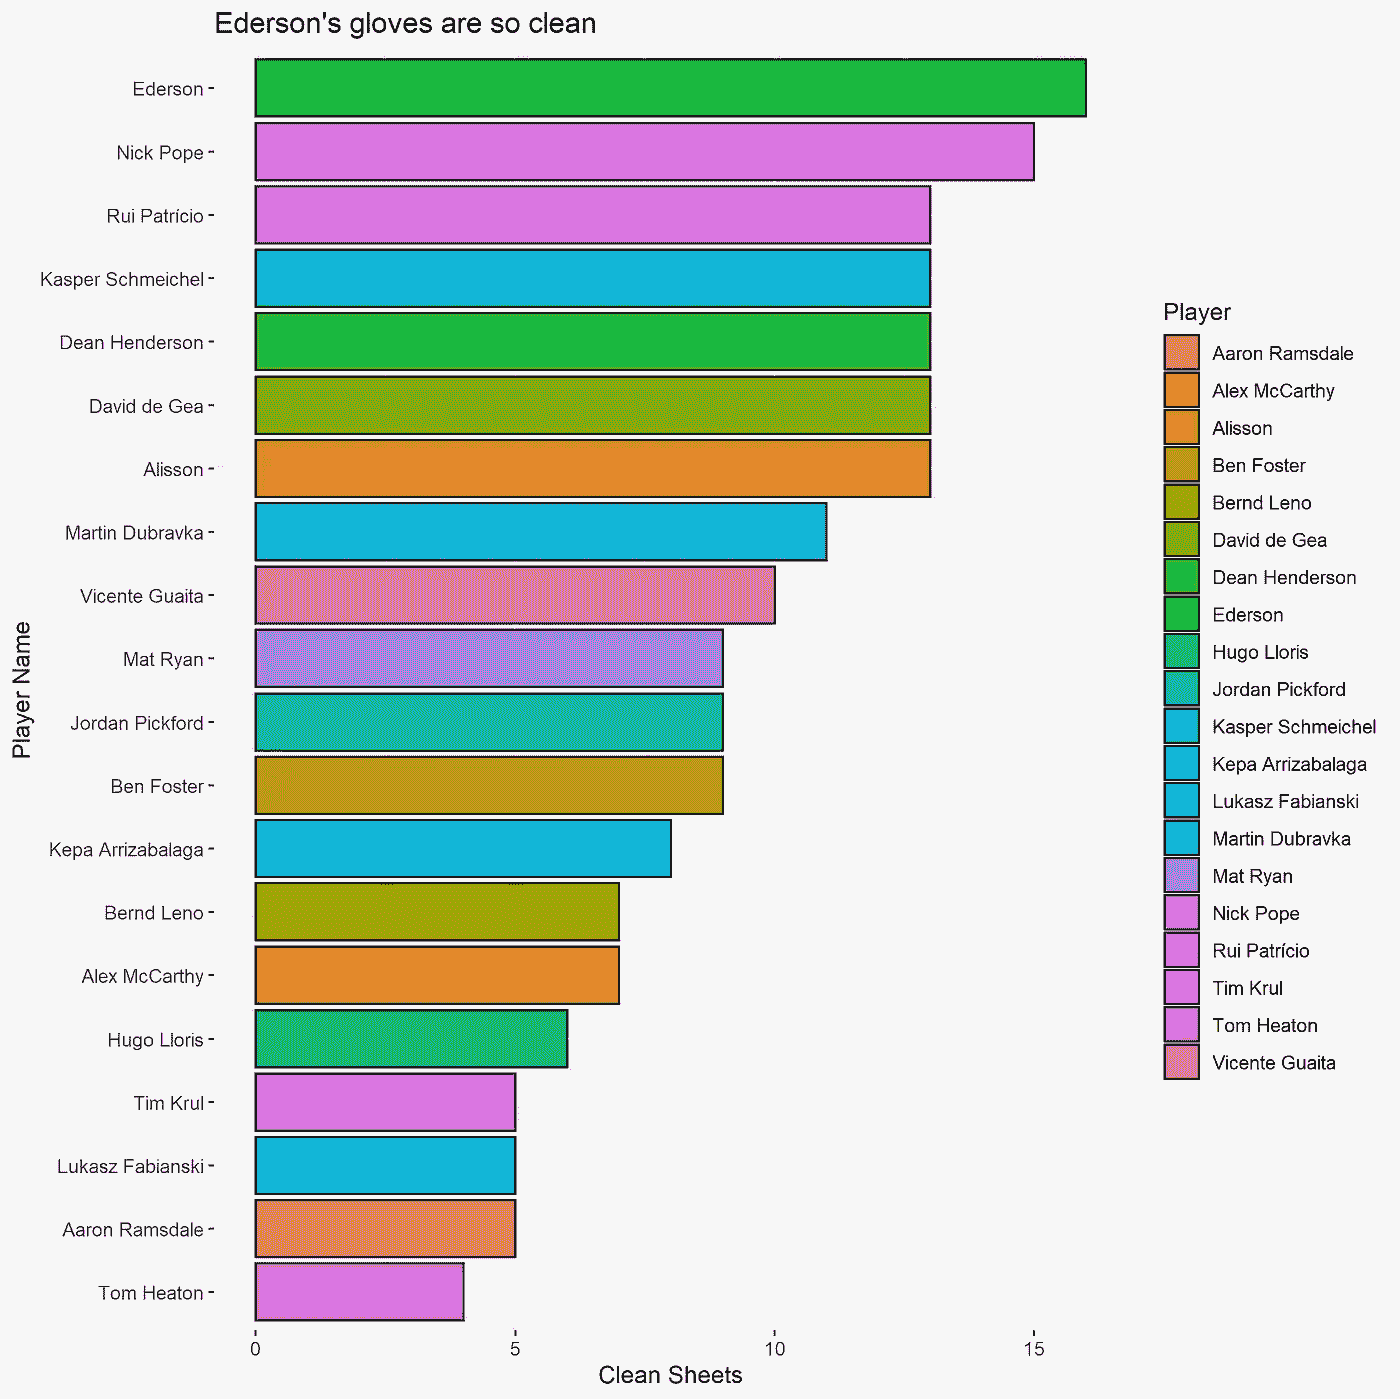 Ederson's gloves are so clean
Ederson
Nick Pope
Rui Patrício
Kasper Schmeichel
Dean Henderson
David de Gea
Alisson
Martin Dubravka
Vicente Guaita
Mat Ryan
Jordan Pickford
Ben Foster
Kepa Arrizabalaga
Bernd Leno
Alex McCarthy
Hugo Lloris
Tim Krul
Lukasz Fabianski
Aaron Ramsdale
Tom Heaton
Player Name
0 5 10 15
Clean Sheets
Player
Aaron Ramsdale
Alex McCarthy
Alisson
Ben Foster
Bernd Leno
David de Gea
Dean Henderson
Ederson
Hugo Lloris
Jordan Pickford
Kasper Schmeichel
Kepa Arrizabalaga
Lukasz Fabianski
Martin Dubravka
Mat Ryan
Nick Pope
Rui Patrício
Tim Krul
Tom Heaton
Vicente Guaita